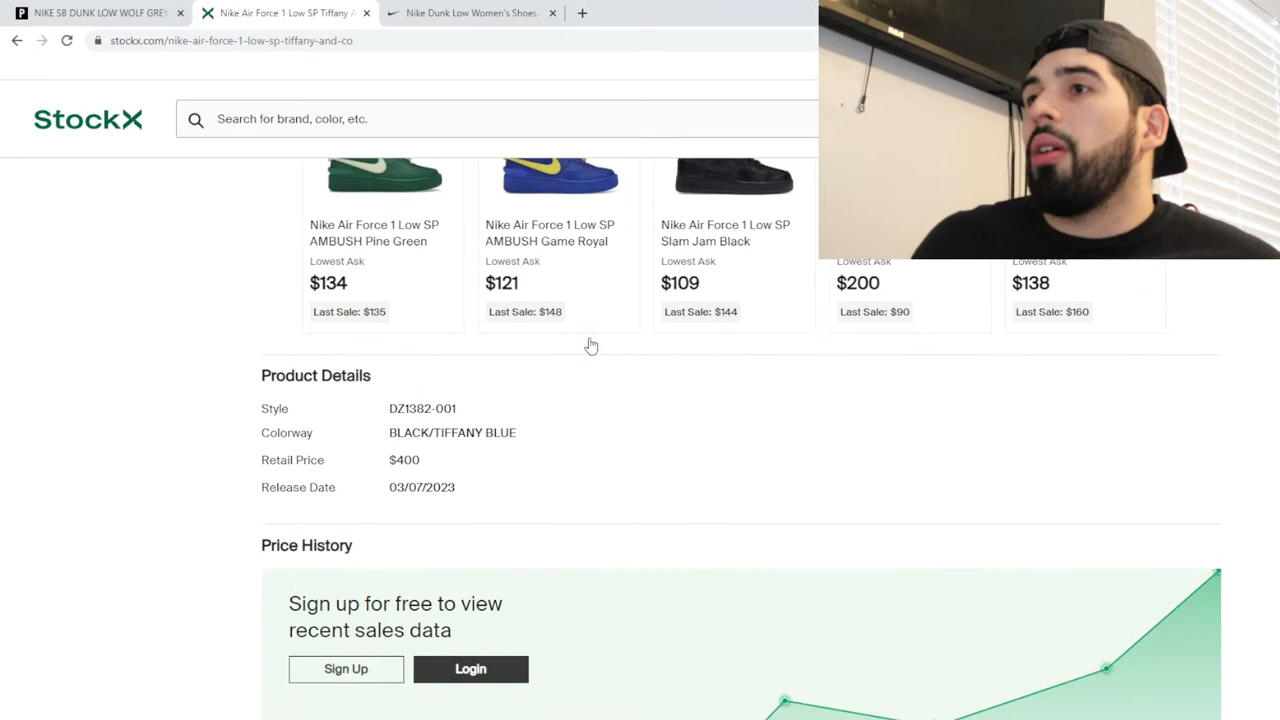 NIKE SB DUNK LOW WOLF GREY
Nike Air Force 1 Low SP Tiffany A
Nike Dunk Low Women's Shoes.
stockx.com/nike-air-force-1-low-sp-tiffany-and-co
StockX
Search for brand, color, etc.
RCA
Nike Air Force 1 Low SP
AMBUSH Pine Green
Lowest Ask
$134
Last Sale: $135
Nike Air Force 1 Low SP
AMBUSH Game Royal
Lowest Ask
$121
Last Sale: $148
Nike Air Force 1 Low SP
Slam Jam Black
Lowest Ask
$109
Last Sale: $144
Lowest Ask
$200
Last Sale: $90
Lowest Ask
$138
Last Sale: $160
Product Details
Style DZ1382-001
Colorway BLACK/TIFFANY BLUE
Retail Price $400
Release Date 03/07/2023
Price History
Sign up for free to view
recent sales data
Sign Up
Login